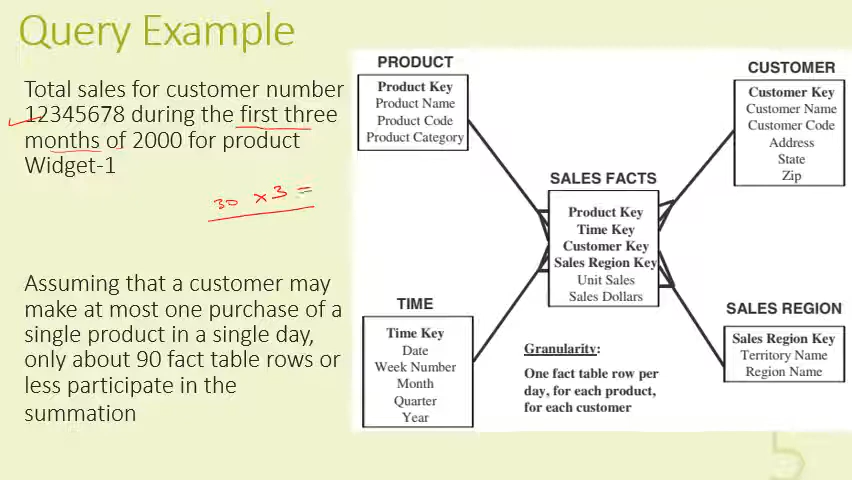 Query Example
Total sales for customer number
12345678 during the first three
months of 2000 for product
Widget-1
30 x 3 =
Assuming that a customer may
make at most one purchase of a
single product in a single day,
only about 90 fact table rows or
less participate in the
summation
PRODUCT
Product Key
Product Name
Product Code
Product Category
CUSTOMER
Customer Key
Customer Name
Customer Code
Address
State
Zip
SALES FACTS
Product Key
Time Key
Customer Key
Sales Region Key
Unit Sales
Sales Dollars
TIME
Time Key
Date
Week Number
Month
Quarter
Year
SALES REGION
Sales Region Key
Territory Name
Region Name
Granularity:
One fact table row per
day, for each product,
for each customer